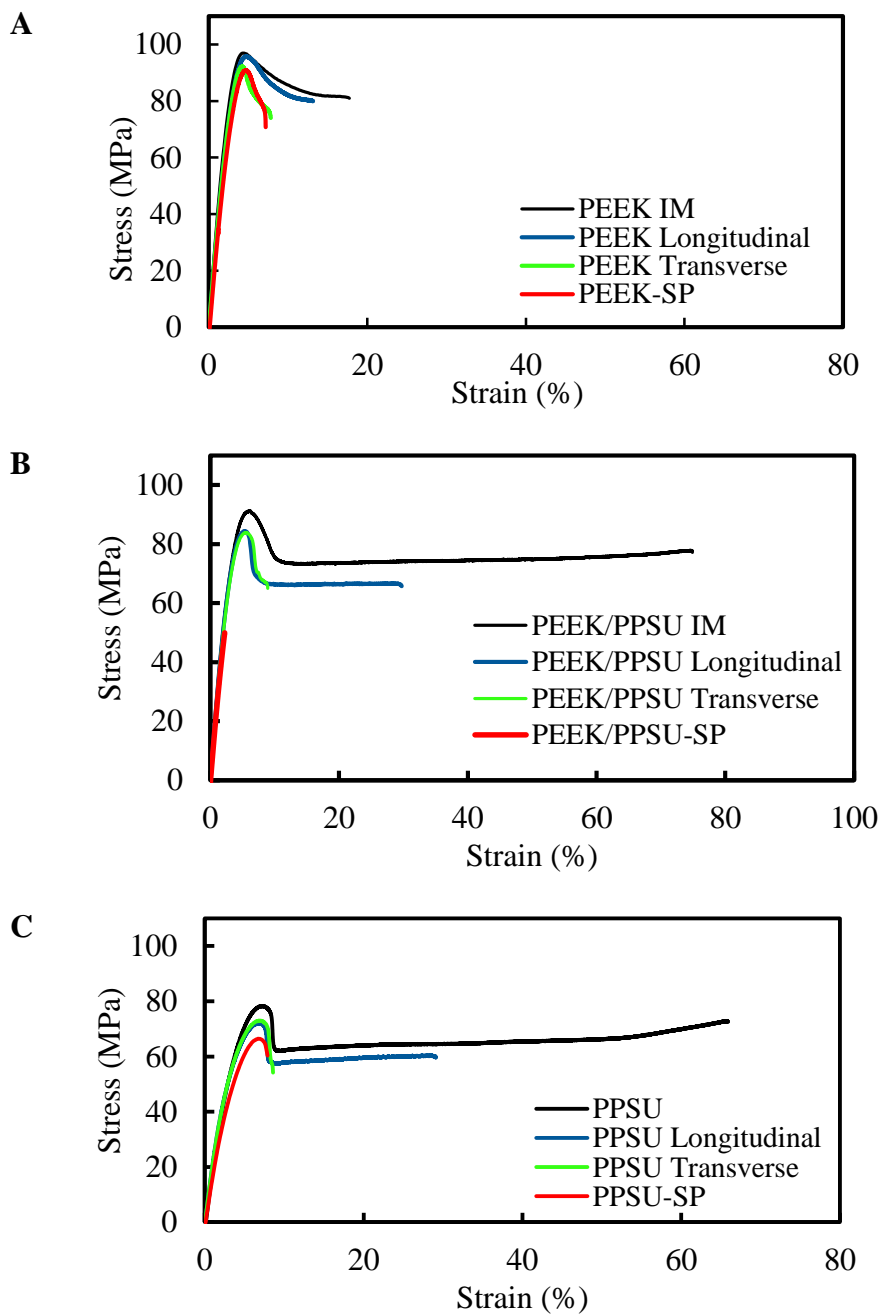 A
Stress (MPa)
100
80
60
40
20
0
PEEK IM
PEEK Longitudinal
PEEK Transverse
PEEK-SP
0 20 40 60 80
Strain (%)
B
Stress (MPa)
100
80
60
40
20
0
PEEK/PPSU IM
PEEK/PPSU Longitudinal
PEEK/PPSU Transverse
PEEK/PPSU-SP
0 20 40 60 80 100
Strain (%)
C
Stress (MPa)
100
80
60
40
20
0
PPSU
PPSU Longitudinal
PPSU Transverse
PPSU-SP
0 20 40 60 80
Strain (%)